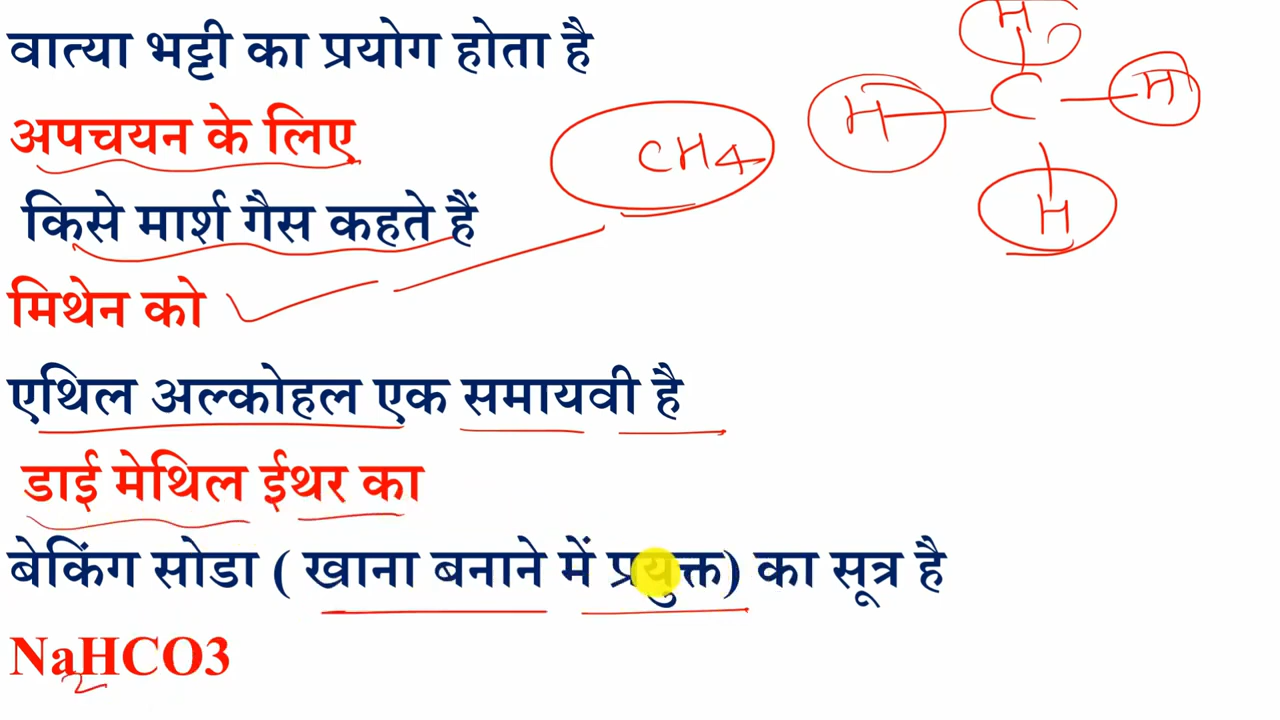 वात्या भट्टी का प्रयोग होता है
अपचयन के लिए
किसे मार्श गैस कहते हैं
मिथेन को
एथिल अल्कोहल एक समायवी है
डाई मेथिल ईथर का
बेकिंग सोडा ( खाना बनाने में प्रयुक्त) का सूत्र है
NaHCO3
CH4
H
H C H
H